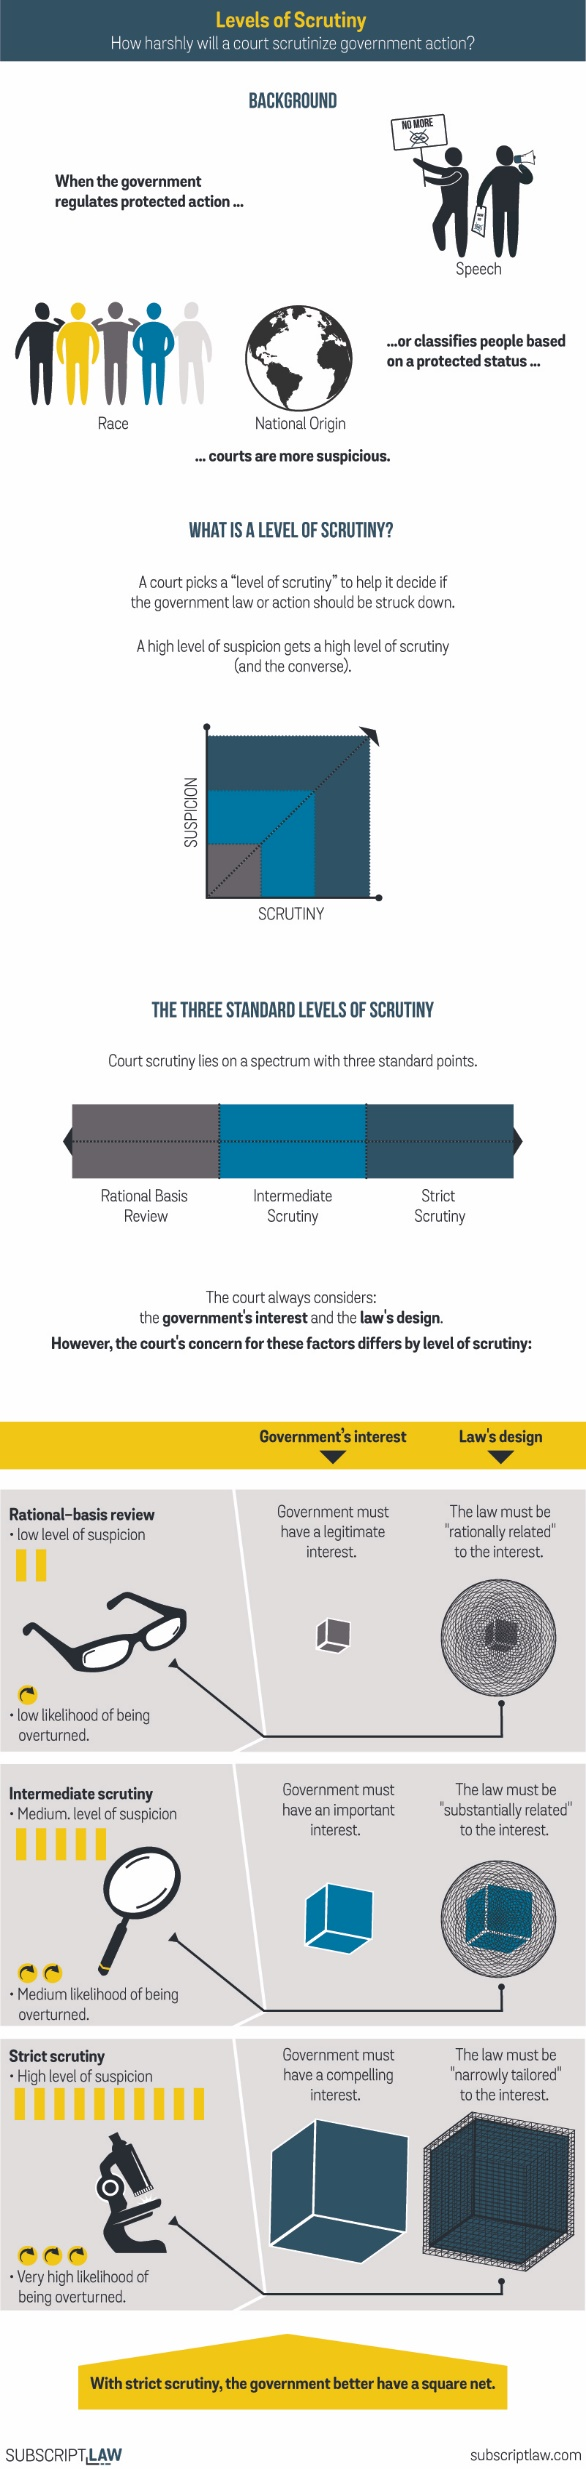 Levels of Scrutiny
How harshly will a court scrutinize government action?
BACKGROUND
NO MORE
When the government
regulates protected action ...
Speech
...or classifies people based
on a protected status ...
Race
National Origin
... courts are more suspicious.
WHAT IS A LEVEL OF SCRUTINY?
A court picks a “level of scrutiny” to help it decide if
the government law or action should be struck down.
A high level of suspicion gets a high level of scrutiny
(and the converse).
SUSPICION
SCRUTINY
THE THREE STANDARD LEVELS OF SCRUTINY
Court scrutiny lies on a spectrum with three standard points.
Rational Basis
Review
Intermediate
Scrutiny
Strict
Scrutiny
The court always considers:
the government's interest and the law's design.
However, the court's concern for these factors differs by level of scrutiny:
Government's interest
Law's design
Rational-basis review
• low level of suspicion
• low likelihood of being
overturned.
Government must
have a legitimate
interest.
The law must be
"rationally related"
to the interest.
Intermediate scrutiny
• Medium. level of suspicion
• Medium likelihood of being
overturned.
Government must
have an important
interest.
The law must be
"substantially related"
to the interest.
Strict scrutiny
• High level of suspicion
• Very high likelihood of
being overturned.
Government must
have a compelling
interest.
The law must be
"narrowly tailored"
to the interest.
With strict scrutiny, the government better have a square net.
SUBSCRIPT LAW
subscriptlaw.com